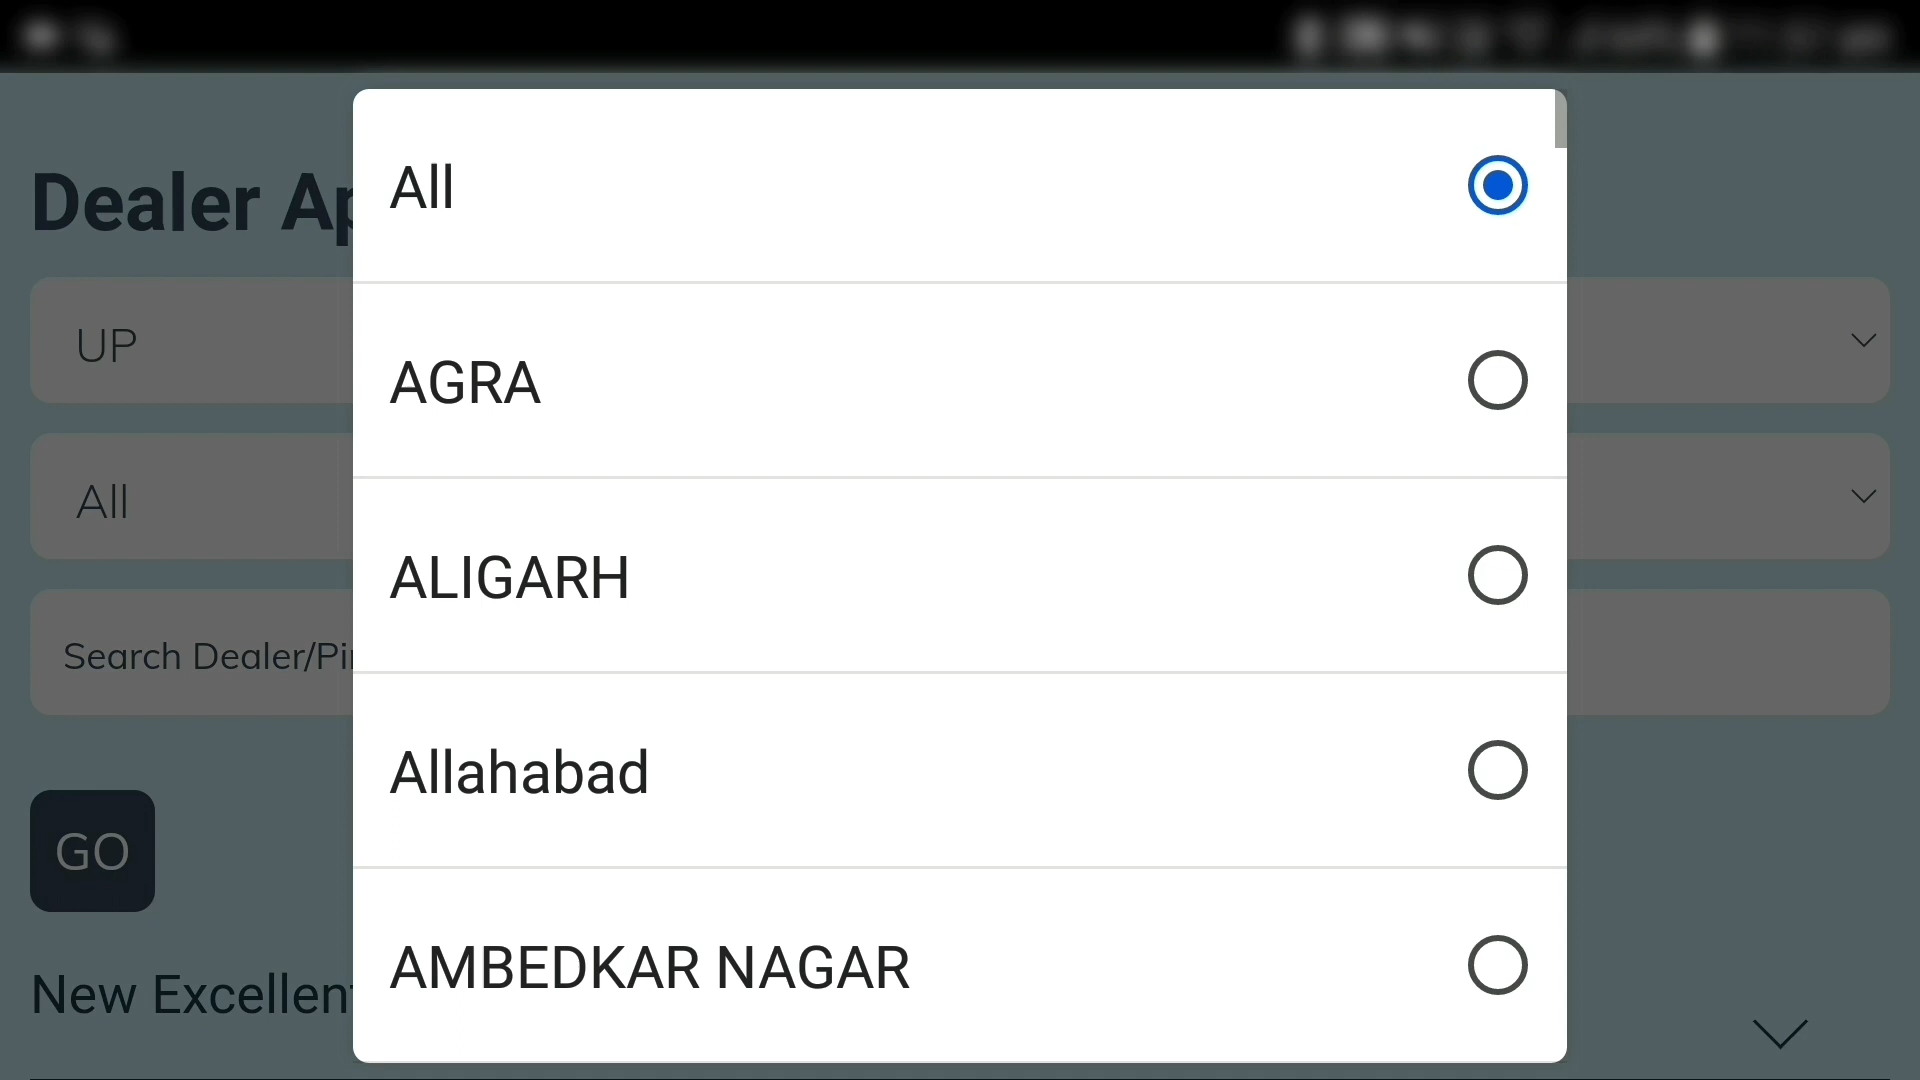 Dealer Ap
UP
All
Search Dealer/Pi
GO
New Excellen
All
AGRA
ALIGARH
Allahabad
AMBEDKAR NAGAR